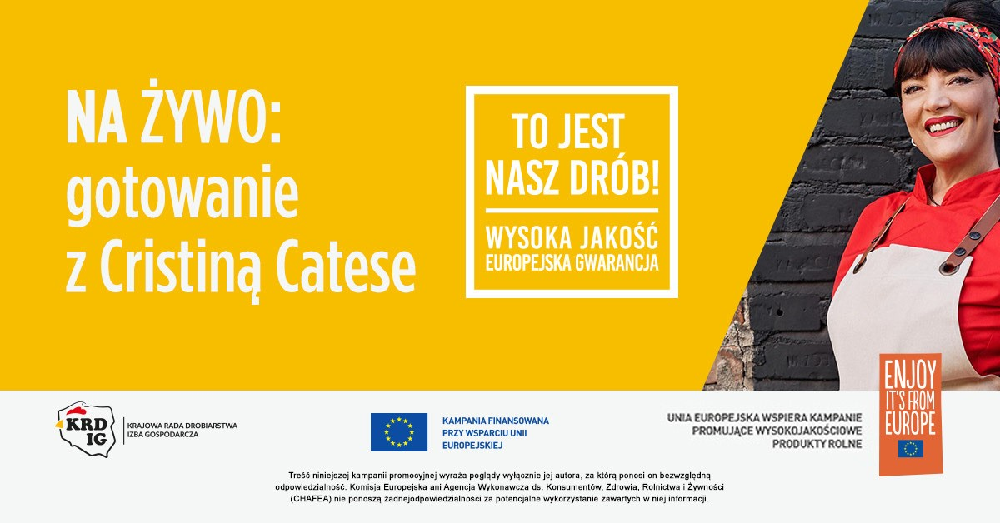 NA ŻYWO:
gotowanie
z Cristiną Catese
TO JEST
NASZ DRÓB!
WYSOKA JAKOŚĆ
EUROPEJSKA GWARANCJA
KRD
IG
KRAJOWA RADA DROBIARSTWA
IZBA GOSPODARCZA
KAMPANIA FINANSOWANA
PRZY WSPARCIU UNII
EUROPEJSKIEJ
UNIA EUROPEJSKA WSPIERA KAMPANIE
PROMUJĄCE WYSOKOJAKOŚCIOWE
PRODUKTY ROLNE
ENJOY
IT'S FROM
EUROPE
Treść niniejszej kampanii promocyjnej wyraża poglądy wyłącznie jej autora, za którą ponosi on bezwzględną
odpowiedzialność. Komisja Europejska ani Agencja Wykonawcza ds. Konsumentów, Zdrowia, Rolnictwa i Żywności
(CHAFEA) nie ponoszą żadnejodpowiedzialności za potencjalne wykorzystanie zawartych w niej informacji.